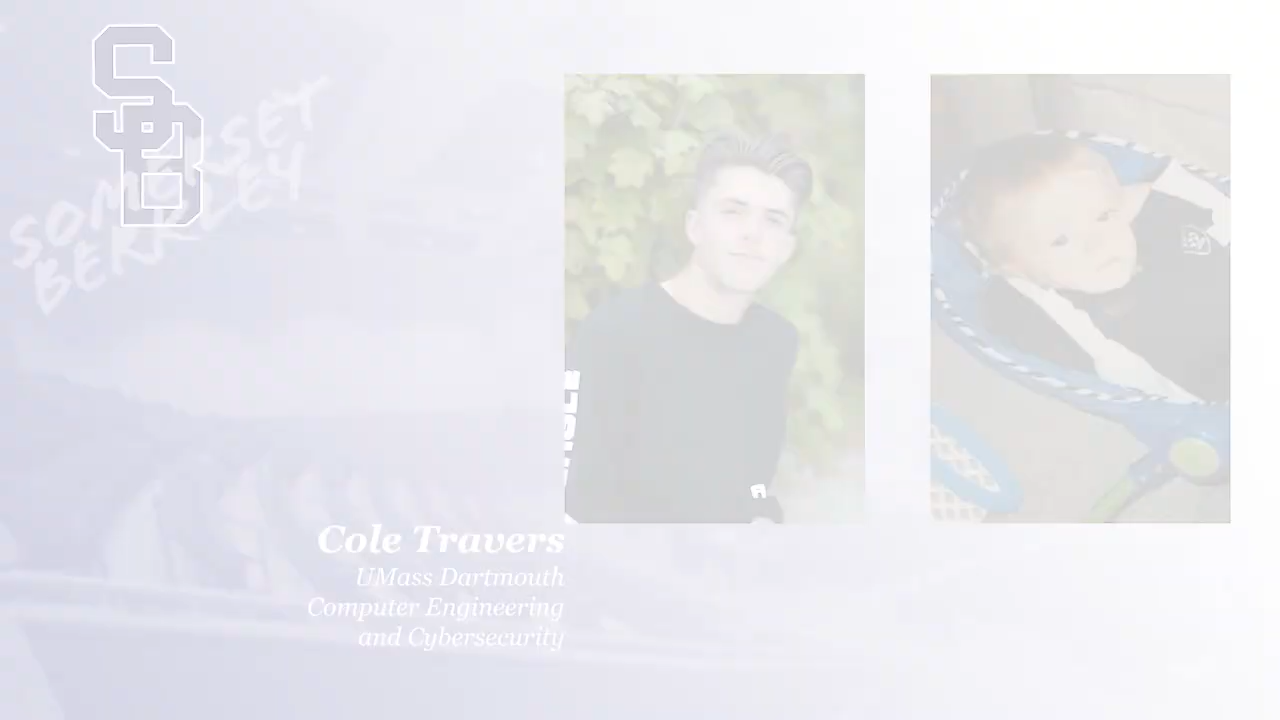 SB
SOMERSET
BERKLEY
Cole Travers
UMass Dartmouth
Computer Engineering
and Cybersecurity